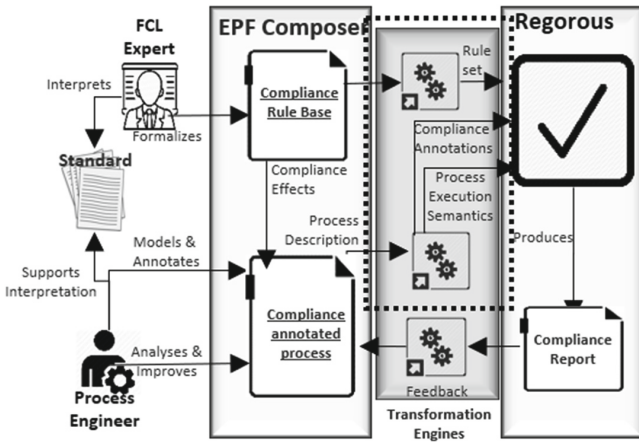 FCL
Expert
EPF Composer
Regorous
Interprets
Formalizes
Standard
Compliance
Rule Base
Rule
set
Compliance
Annotations
Compliance
Effects
Process
Execution
Semantics
Process
Description
Models &
Annotates
Supports
Interpretation
Produces
Compliance
annotated
process
Compliance
Report
Analyses &
Improves
Process
Engineer
Feedback
Transformation
Engines